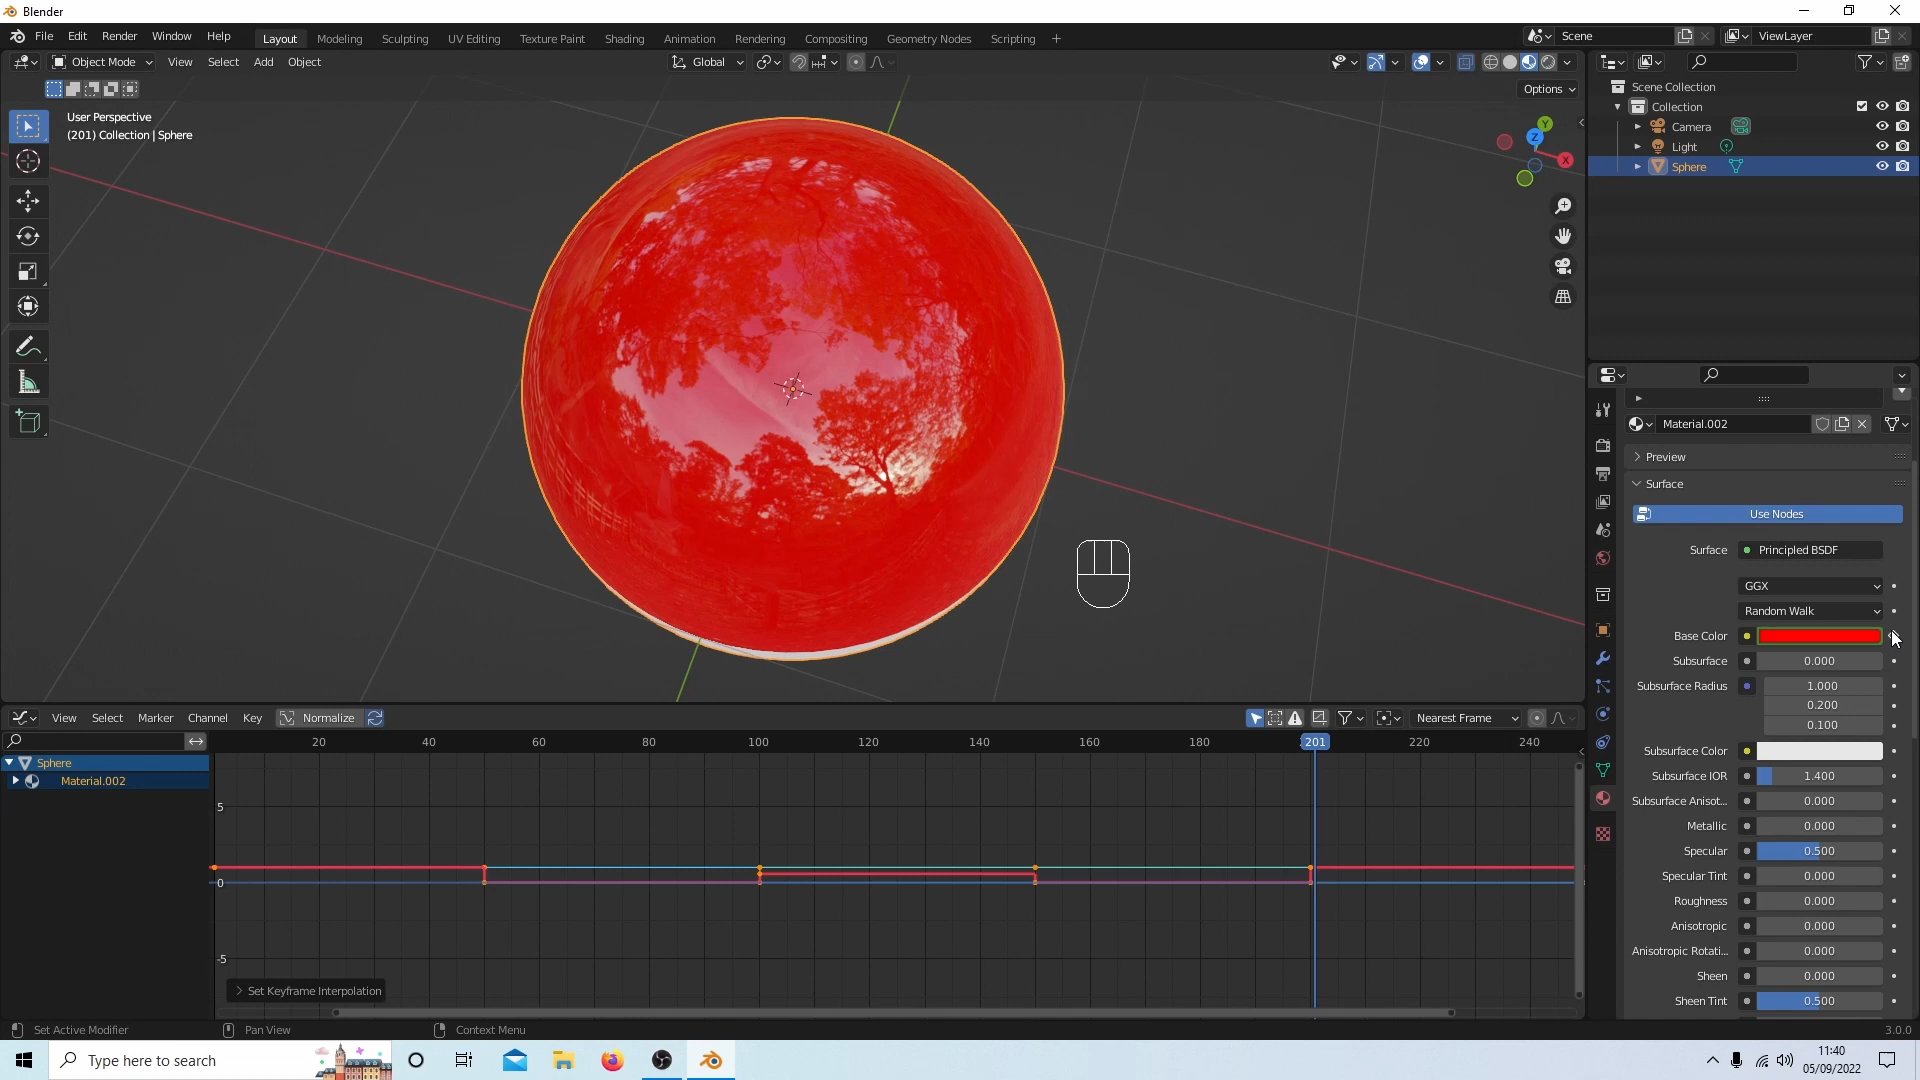 Blender
File Edit Render Window Help
Layout Modeling Sculpting UV Editing Texture Paint Shading Animation Rendering Compositing Geometry Nodes Scripting +
Scene
ViewLayer
Object Mode
View Select Add Object
Global
Options
User Perspective
(201) Collection | Sphere
Y
Z
X
Scene Collection
Collection
Camera
Light
Sphere
Material.002
Preview
Surface
Use Nodes
Surface Principled BSDF
GGX
Random Walk
Base Color
Subsurface 0.000
Subsurface Radius 1.000
0.200
0.100
Subsurface Color
Subsurface IOR 1.400
Subsurface Anisot... 0.000
Metallic 0.000
Specular 0.500
Specular Tint 0.000
Roughness 0.000
Anisotropic 0.000
Anisotropic Rotati... 0.000
Sheen 0.000
Sheen Tint 0.500
View Select Marker Channel Key Normalize
Nearest Frame
20 40 60 80 100 120 140 160 180 201 220 240
Sphere
Material.002
5
0
-5
Set Keyframe Interpolation
Set Active Modifier
Pan View
Context Menu
3.0.0
Type here to search
11:40
05/09/2022